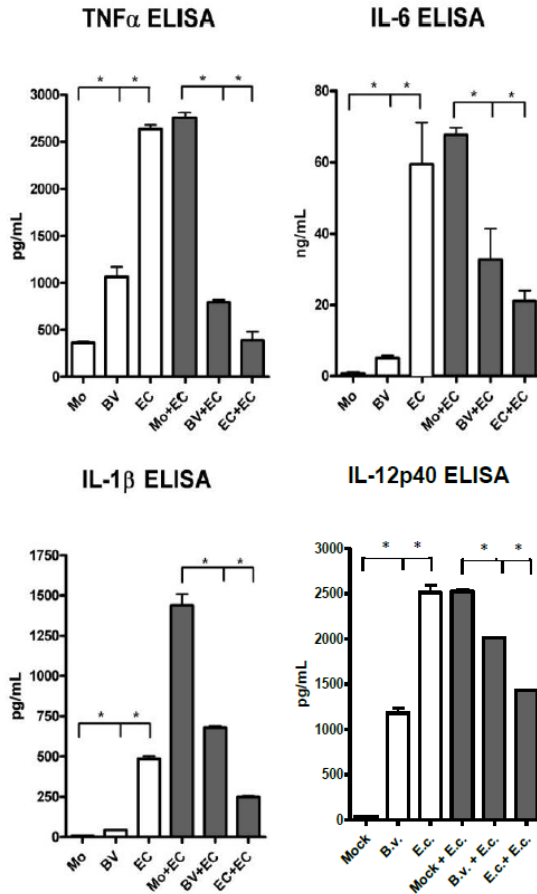 TNFα ELISA
* * * *
3000
2500
2000
1500
1000
500
0
pg/mL
Mo BV EC Mo+EC BV+EC EC+EC
IL-6 ELISA
* * * *
80
60
40
20
0
ng/mL
Mo BV EC Mo+EC BV+EC EC+EC
IL-1β ELISA
* * * *
1750
1500
1250
750
500
250
0
pg/mL
Mo BV EC Mo+EC BV+EC EC+EC
IL-12p40 ELISA
* * * *
3000
2500
2000
1500
1000
500
0
pg/mL
Mock B.v. E.c. Mock + E.c. B.v. + E.c. E.c.+ E.c.